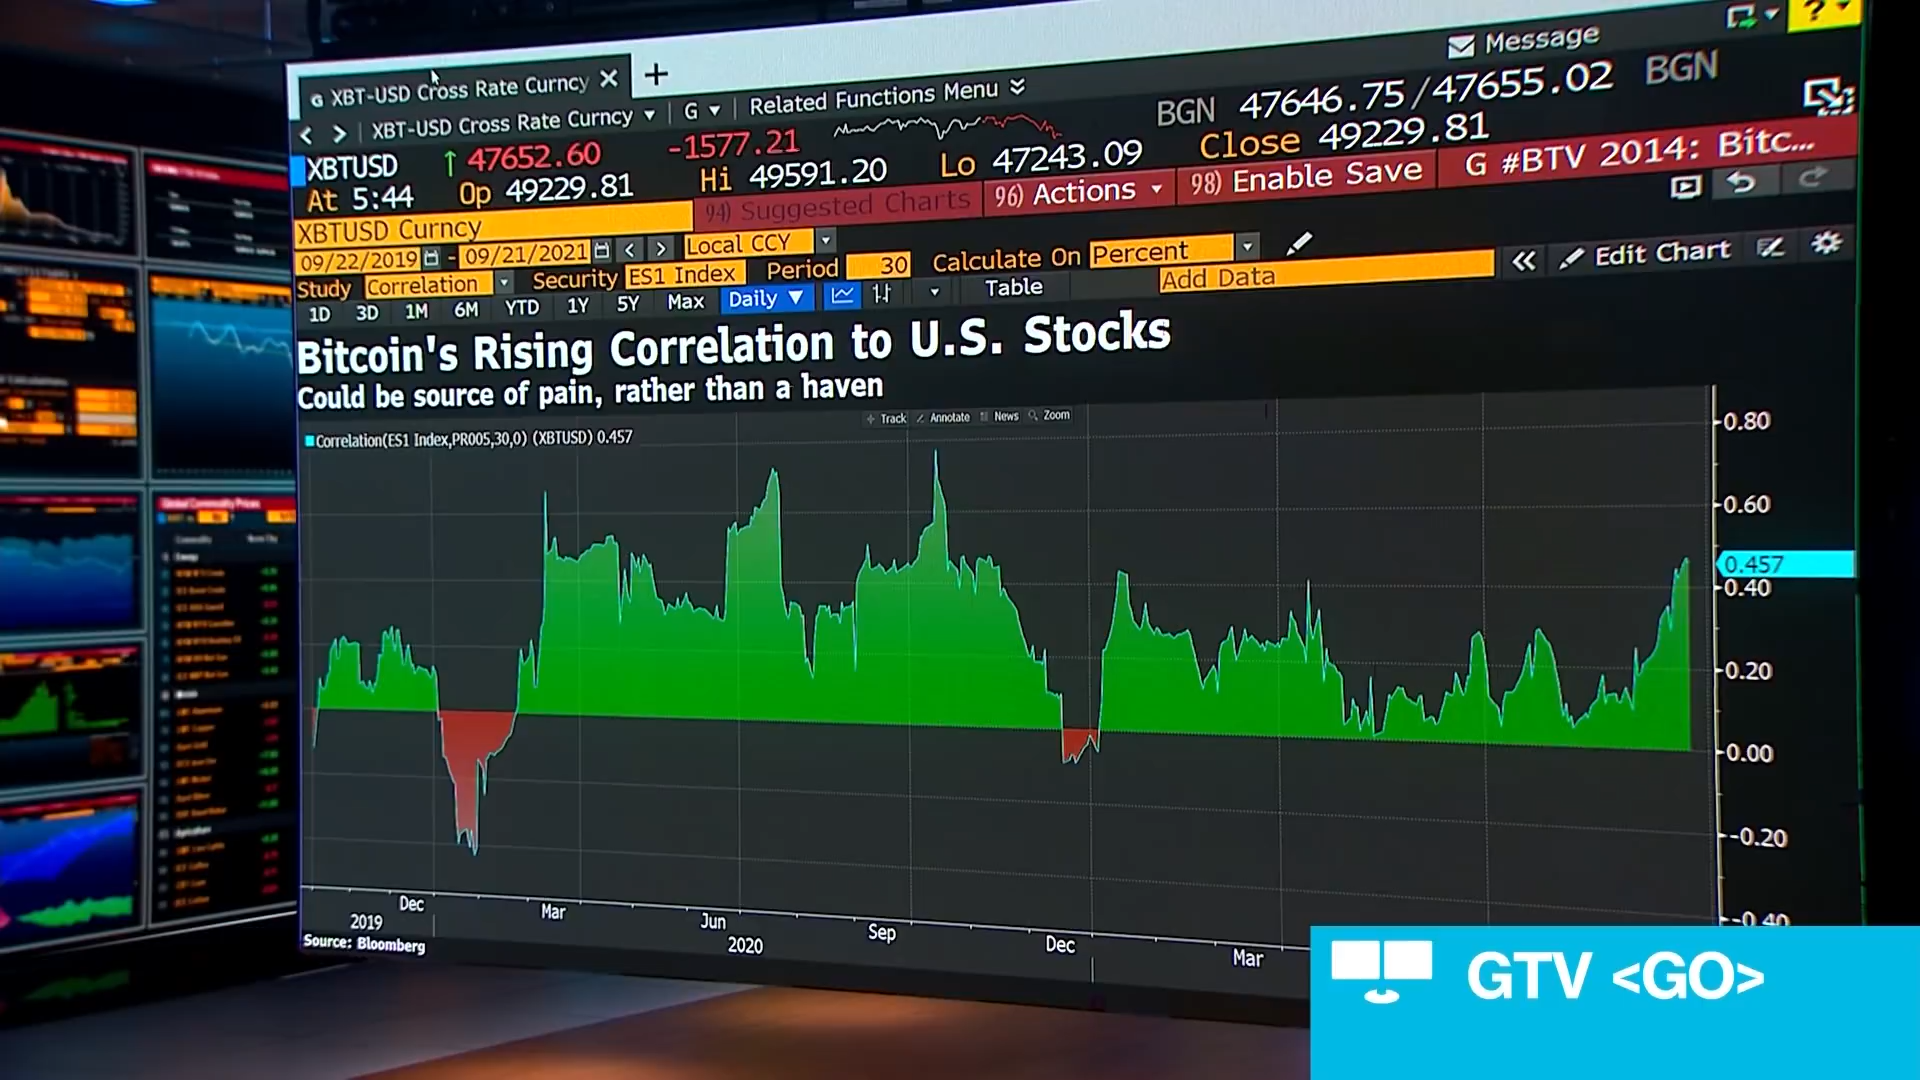 XBT-USD Cross Rate Curncy
XBT-USD Cross Rate Curncy G Related Functions Menu Message
XBTUSD ↑ 47652.60 -1577.21 BGN 47646.75/47655.02 BGN
At 5:44 Op 49229.81 Hi 49591.20 Lo 47243.09 Close 49229.81
XBTUSD Curncy 94) Suggested Charts 96) Actions 98) Enable Save G #BTV 2014: Bitc...
09/22/2019 - 09/21/2021 Local CCY
Study Correlation Security ES1 Index Period 30 Calculate On Percent
1D 3D 1M 6M YTD 1Y 5Y Max Daily ▼ Table Add Data Edit Chart
Bitcoin's Rising Correlation to U.S. Stocks
Could be source of pain, rather than a haven
Track Annotate News Zoom
Correlation(ES1 Index,PR005,30,0) (XBTUSD) 0.457
0.80
0.60
0.457
0.40
0.20
0.00
-0.20
-0.40
Dec Mar Jun Sep Dec Mar
2019 2020
Source: Bloomberg
GTV <GO>
Global Commodity Prices